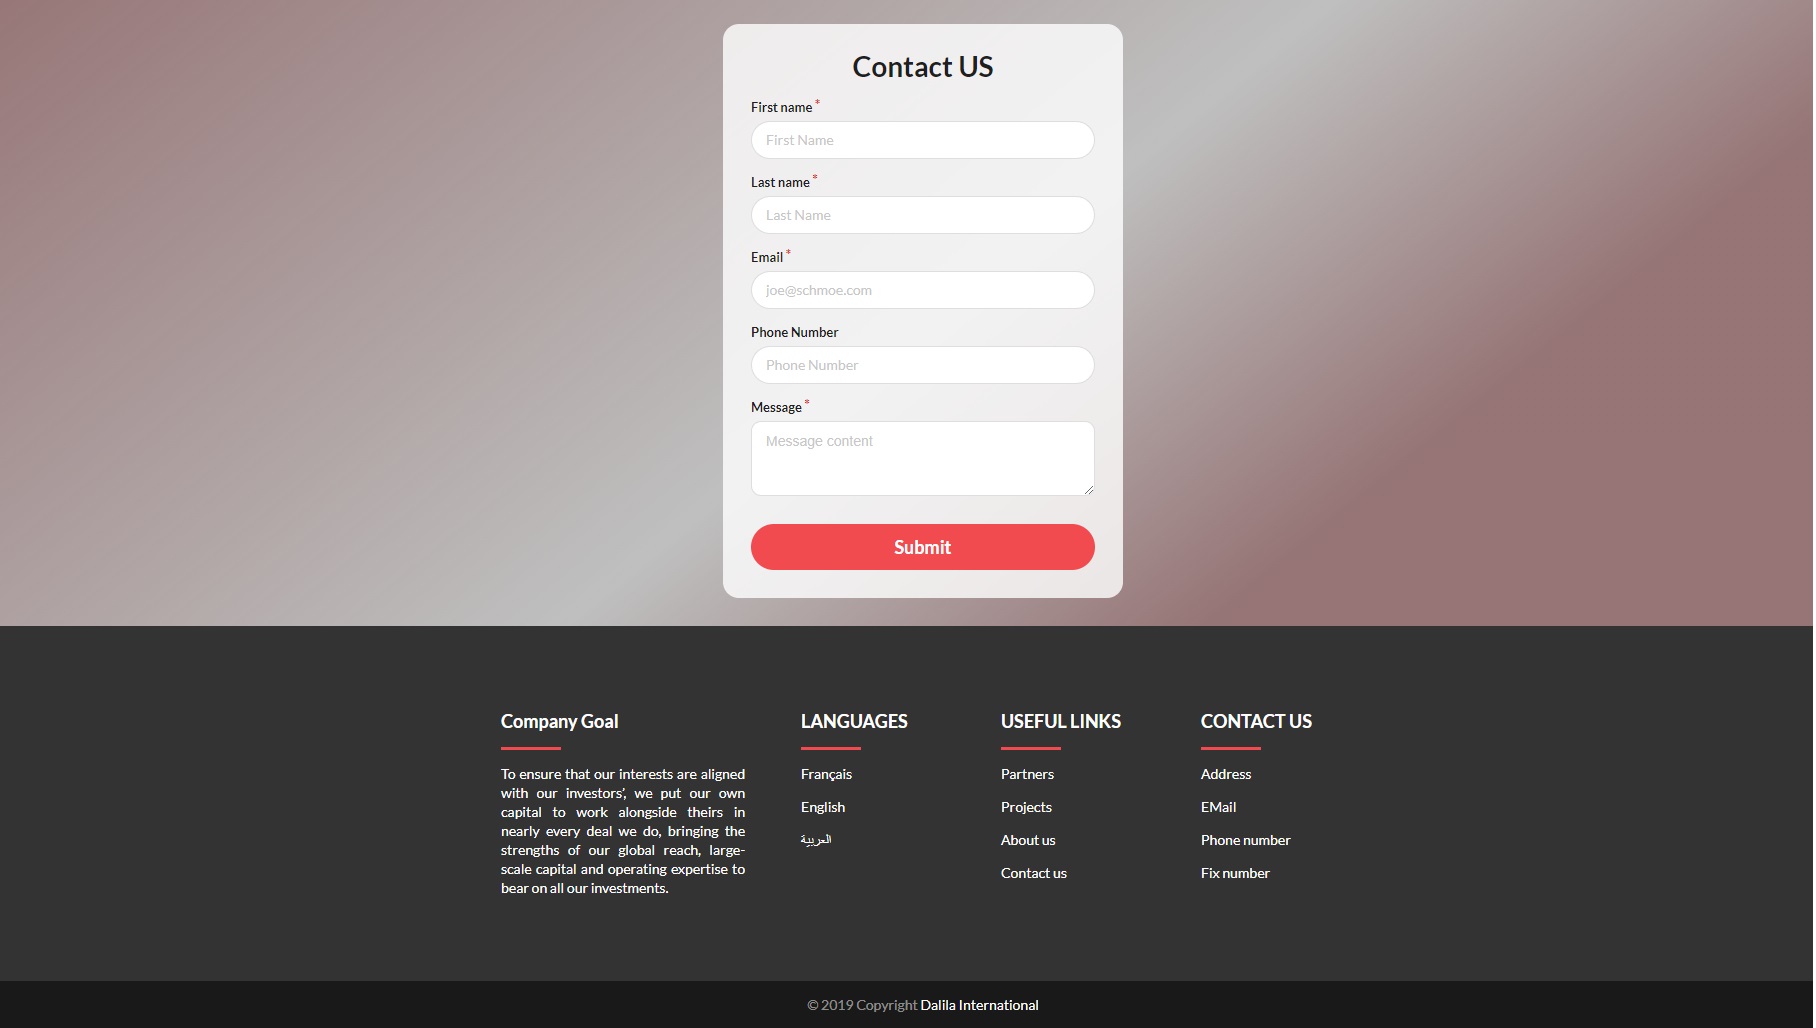 Contact US
First name *
First Name
Last name *
Last Name
Email *
joe@schmoe.com
Phone Number
Phone Number
Message *
Message content
Submit
Company Goal
To ensure that our interests are aligned
with our investors’, we put our own
capital to work alongside theirs in
nearly every deal we do, bringing the
strengths of our global reach, large-
scale capital and operating expertise to
bear on all our investments.
LANGUAGES
Français
English
العربية
USEFUL LINKS
Partners
Projects
About us
Contact us
CONTACT US
Address
EMail
Phone number
Fix number
© 2019 Copyright Dalila International